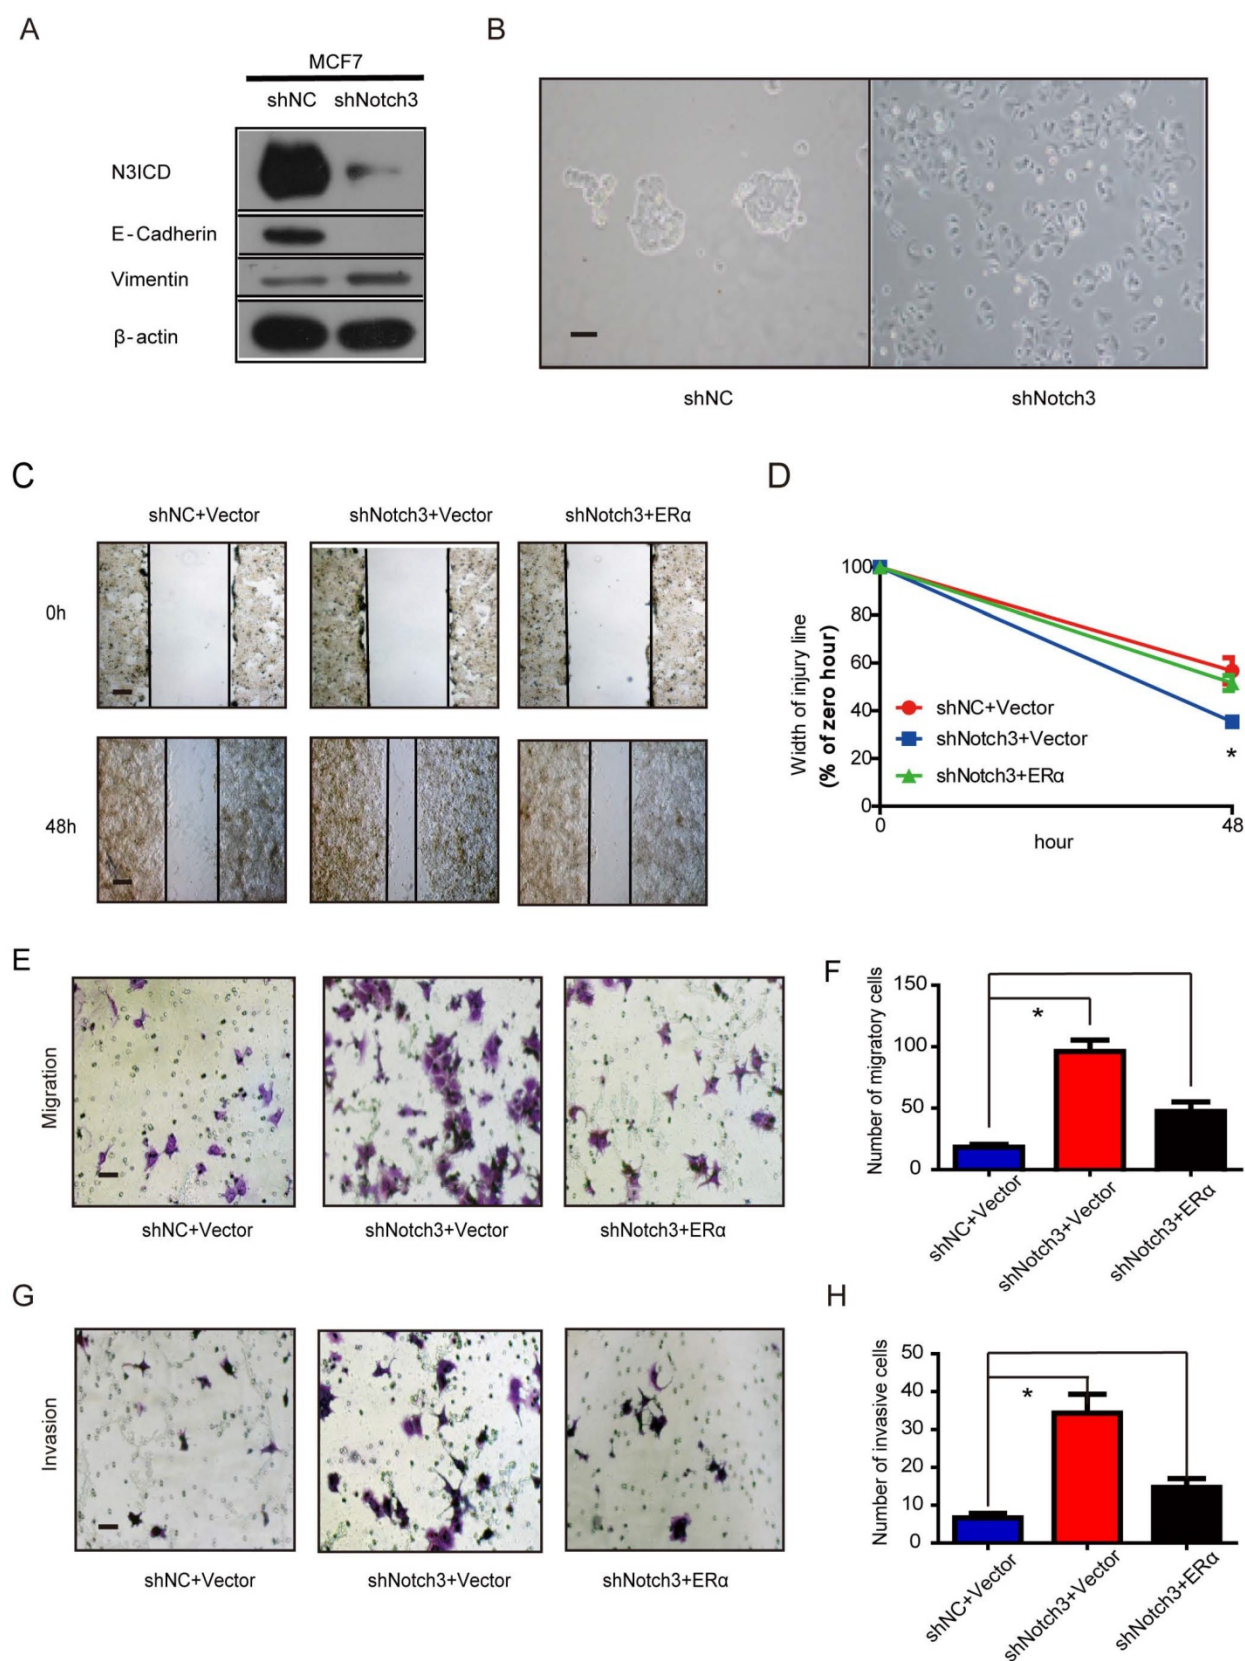 A
MCF7
shNC shNotch3
N3ICD
E-Cadherin
Vimentin
β-actin
B
shNC shNotch3
C
shNC+Vector shNotch3+Vector shNotch3+ERα
0h
48h
D
Width of injury line
(% of zero hour)
100
80
60
40
20
0
shNC+Vector
shNotch3+Vector
shNotch3+ERα
*
0 48
hour
E
Migration
shNC+Vector shNotch3+Vector shNotch3+ERα
F
Number of migratory cells
150
100
50
0
*
shNC+Vector
shNotch3+Vector
shNotch3+ERα
G
Invasion
shNC+Vector shNotch3+Vector shNotch3+ERα
H
Number of invasive cells
50
40
30
20
10
0
*
shNC+Vector
shNotch3+Vector
shNotch3+ERα